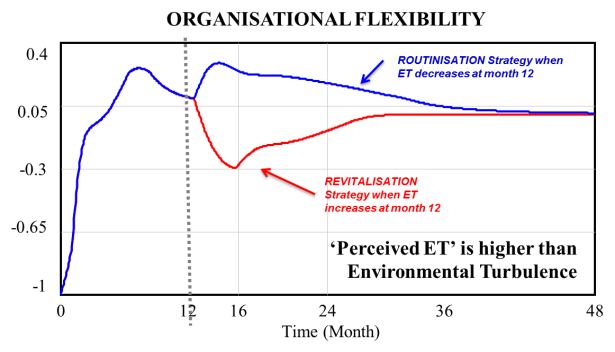 ORGANISATIONAL FLEXIBILITY
0.4
ROUTINISATION Strategy when
ET decreases at month 12
0.05
-0.3
REVITALISATION
Strategy when ET
increases at month 12
-0.65
‘Perceived ET’ is higher than
Environmental Turbulence
-1
0 12 16 24 36 48
Time (Month)